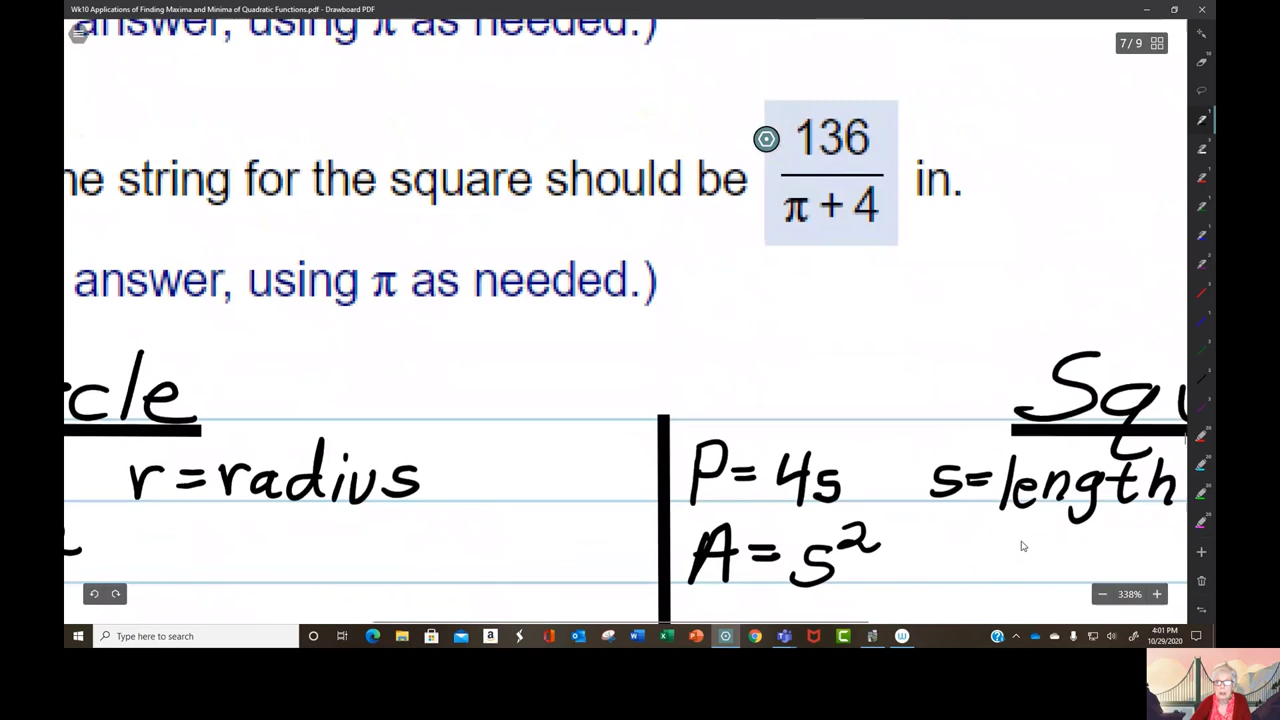 Wk10 Applications of Finding Maxima and Minima of Quadratic Functions.pdf - Drawboard PDF
answer, using π as needed.)
7 / 9
136
he string for the square should be in.
π + 4
answer, using π as needed.)
rcle
Squ
r = radius
P = 4s s = length
2
A = s²
338%
Type here to search
4:01 PM
10/29/2020